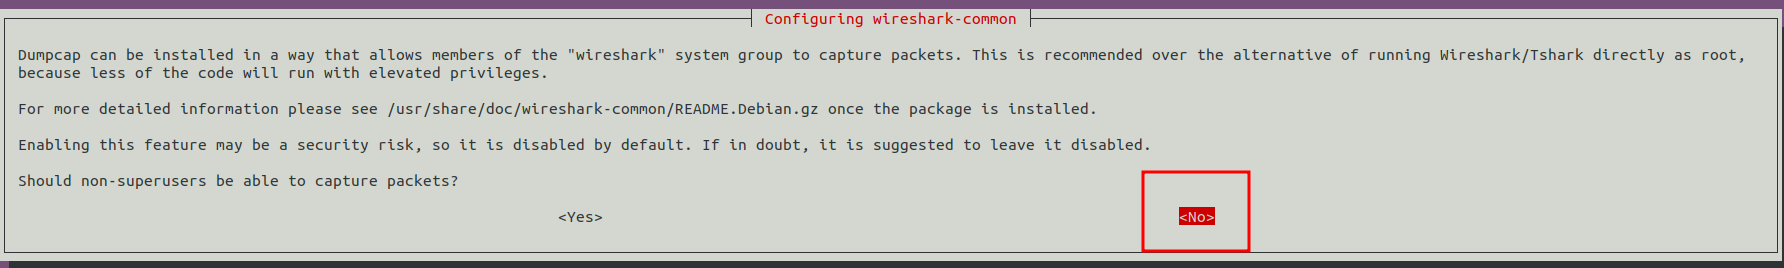 Configuring wireshark-common
Dumpcap can be installed in a way that allows members of the "wireshark" system group to capture packets. This is recommended over the alternative of running Wireshark/Tshark directly as root,
because less of the code will run with elevated privileges.
For more detailed information please see /usr/share/doc/wireshark-common/README.Debian.gz once the package is installed.
Enabling this feature may be a security risk, so it is disabled by default. If in doubt, it is suggested to leave it disabled.
Should non-superusers be able to capture packets?
<Yes> <No>